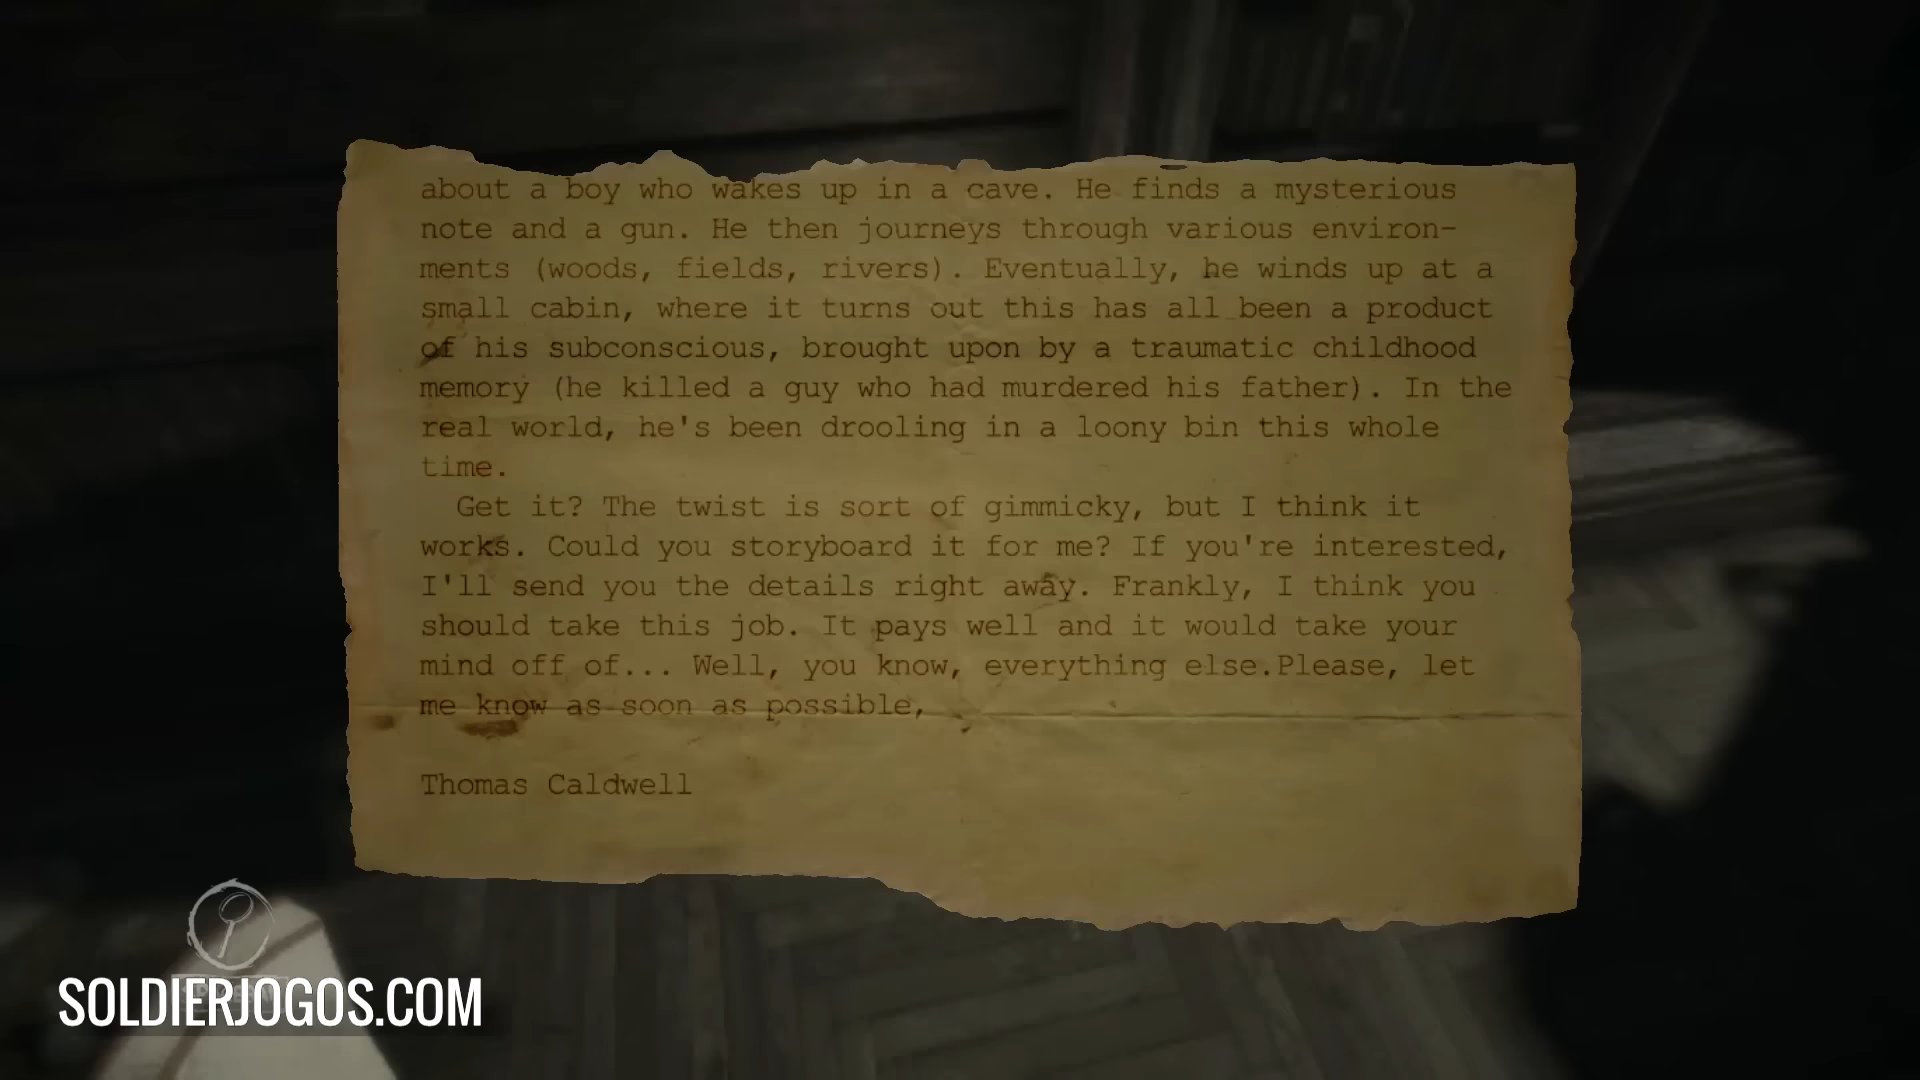 about a boy who wakes up in a cave. He finds a mysterious
note and a gun. He then journeys through various environ-
ments (woods, fields, rivers). Eventually, he winds up at a
small cabin, where it turns out this has all been a product
of his subconscious, brought upon by a traumatic childhood
memory (he killed a guy who had murdered his father). In the
real world, he's been drooling in a loony bin this whole
time.
Get it? The twist is sort of gimmicky, but I think it
works. Could you storyboard it for me? If you're interested,
I'll send you the details right away. Frankly, I think you
should take this job. It pays well and it would take your
mind off of... Well, you know, everything else.Please, let
me know as soon as possible,
Thomas Caldwell
SOLDIERJOGOS.COM